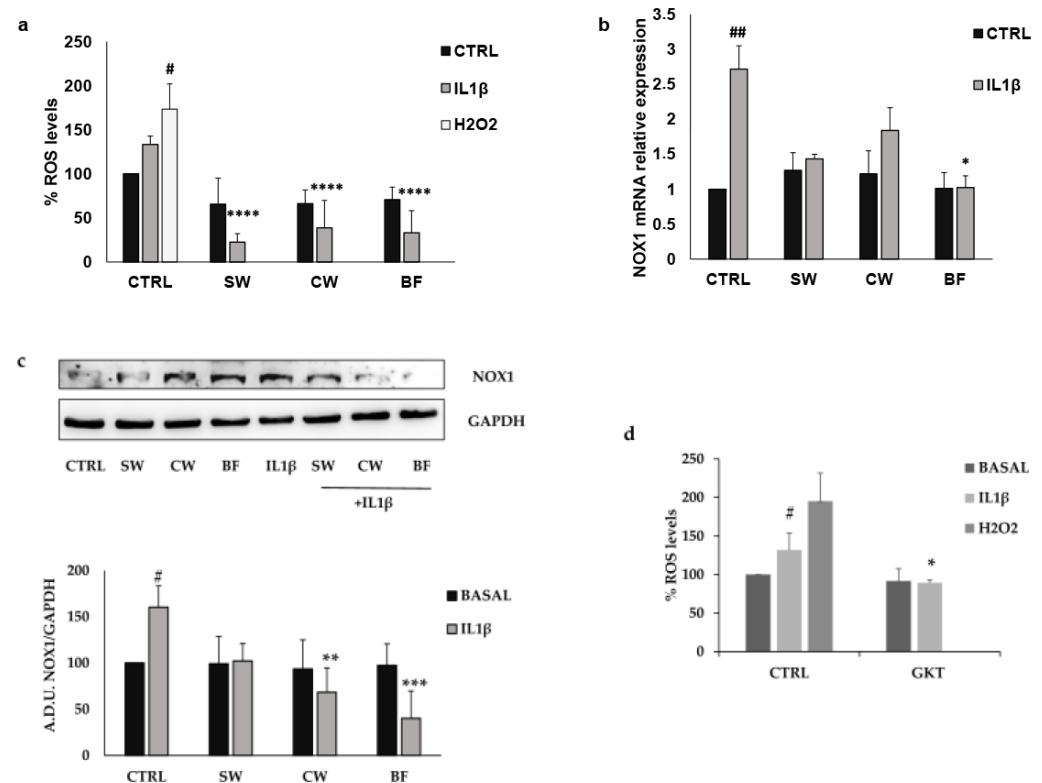 a
250
200
150
100
50
0
% ROS levels
#
****
****
****
CTRL
IL1β
H2O2
CTRL SW CW BF
b
3.5
3
2.5
2
1.5
1
0.5
0
NOX1 mRNA relative expression
##
*
CTRL
IL1β
CTRL SW CW BF
c
NOX1
GAPDH
CTRL SW CW BF IL1β SW CW BF
+IL1β
200
150
100
50
0
A.D.U. NOX1/GAPDH
#
**
***
BASAL
IL1β
CTRL SW CW BF
d
250
200
150
100
50
0
% ROS levels
#
*
BASAL
IL1β
H2O2
CTRL GKT